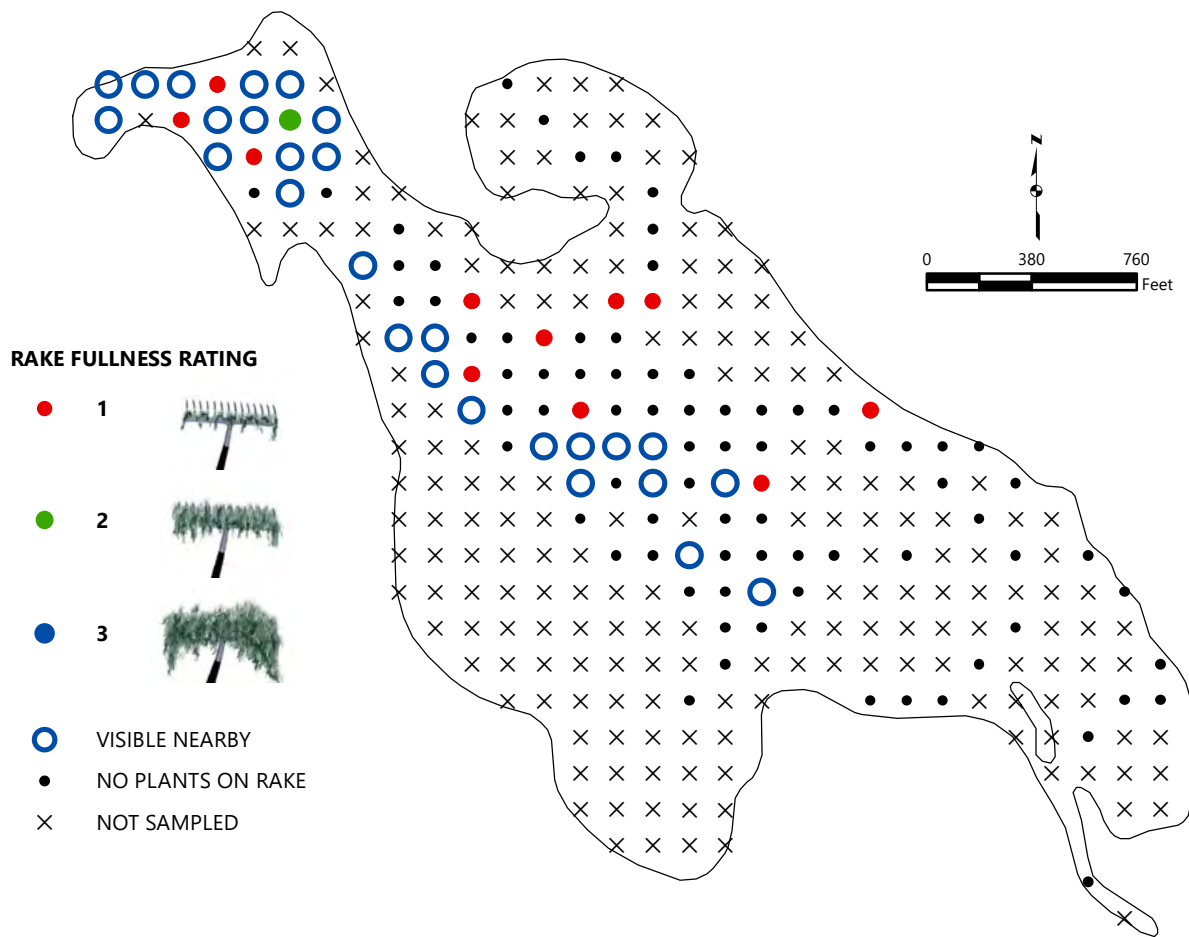 N
0 380 760
Feet
RAKE FULLNESS RATING
1
2
3
VISIBLE NEARBY
NO PLANTS ON RAKE
NOT SAMPLED